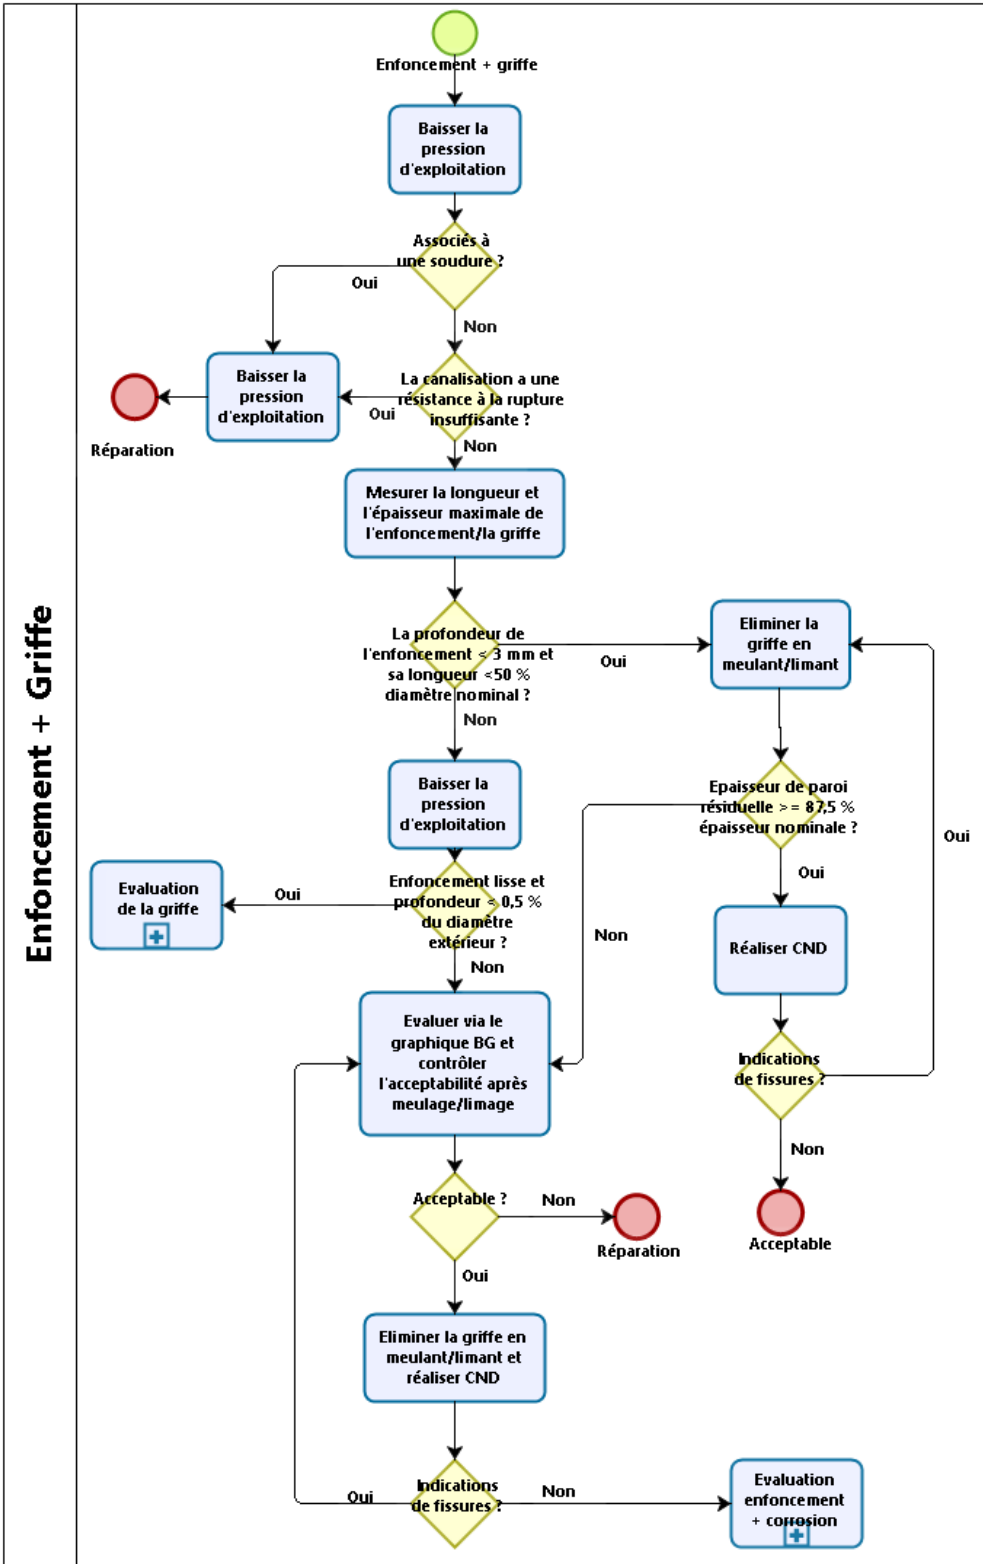 Enfoncement + Griffe
Enfoncement + griffe
Baisser la
pression
d'exploitation
Associés à
une soudure ?
Oui
Non
La canalisation a une
résistance à la rupture
insuffisante ?
Oui
Non
Baisser la
pression
d'exploitation
Réparation
Mesurer la longueur et
l'épaisseur maximale de
l'enfoncement/la griffe
La profondeur de
l'enfoncement < 3 mm et
sa longueur <50 %
diamètre nominal ?
Oui
Non
Eliminer la
griffe en
meulant/limant
Baisser la
pression
d'exploitation
Epaisseur de paroi
résiduelle >= 87,5 %
épaisseur nominale ?
Oui
Oui
Non
Enfoncement lisse et
profondeur < 0,5 %
du diamètre
extérieur ?
Oui
Non
Evaluation
de la griffe
Réaliser CND
Evaluer via le
graphique BG et
contrôler
l'acceptabilité après
meulage/limage
Indications
de fissures ?
Non
Acceptable
Acceptable ?
Non
Réparation
Oui
Eliminer la griffe en
meulant/limant et
réaliser CND
Indications
de fissures ?
Oui
Non
Evaluation
enfoncement
+ corrosion